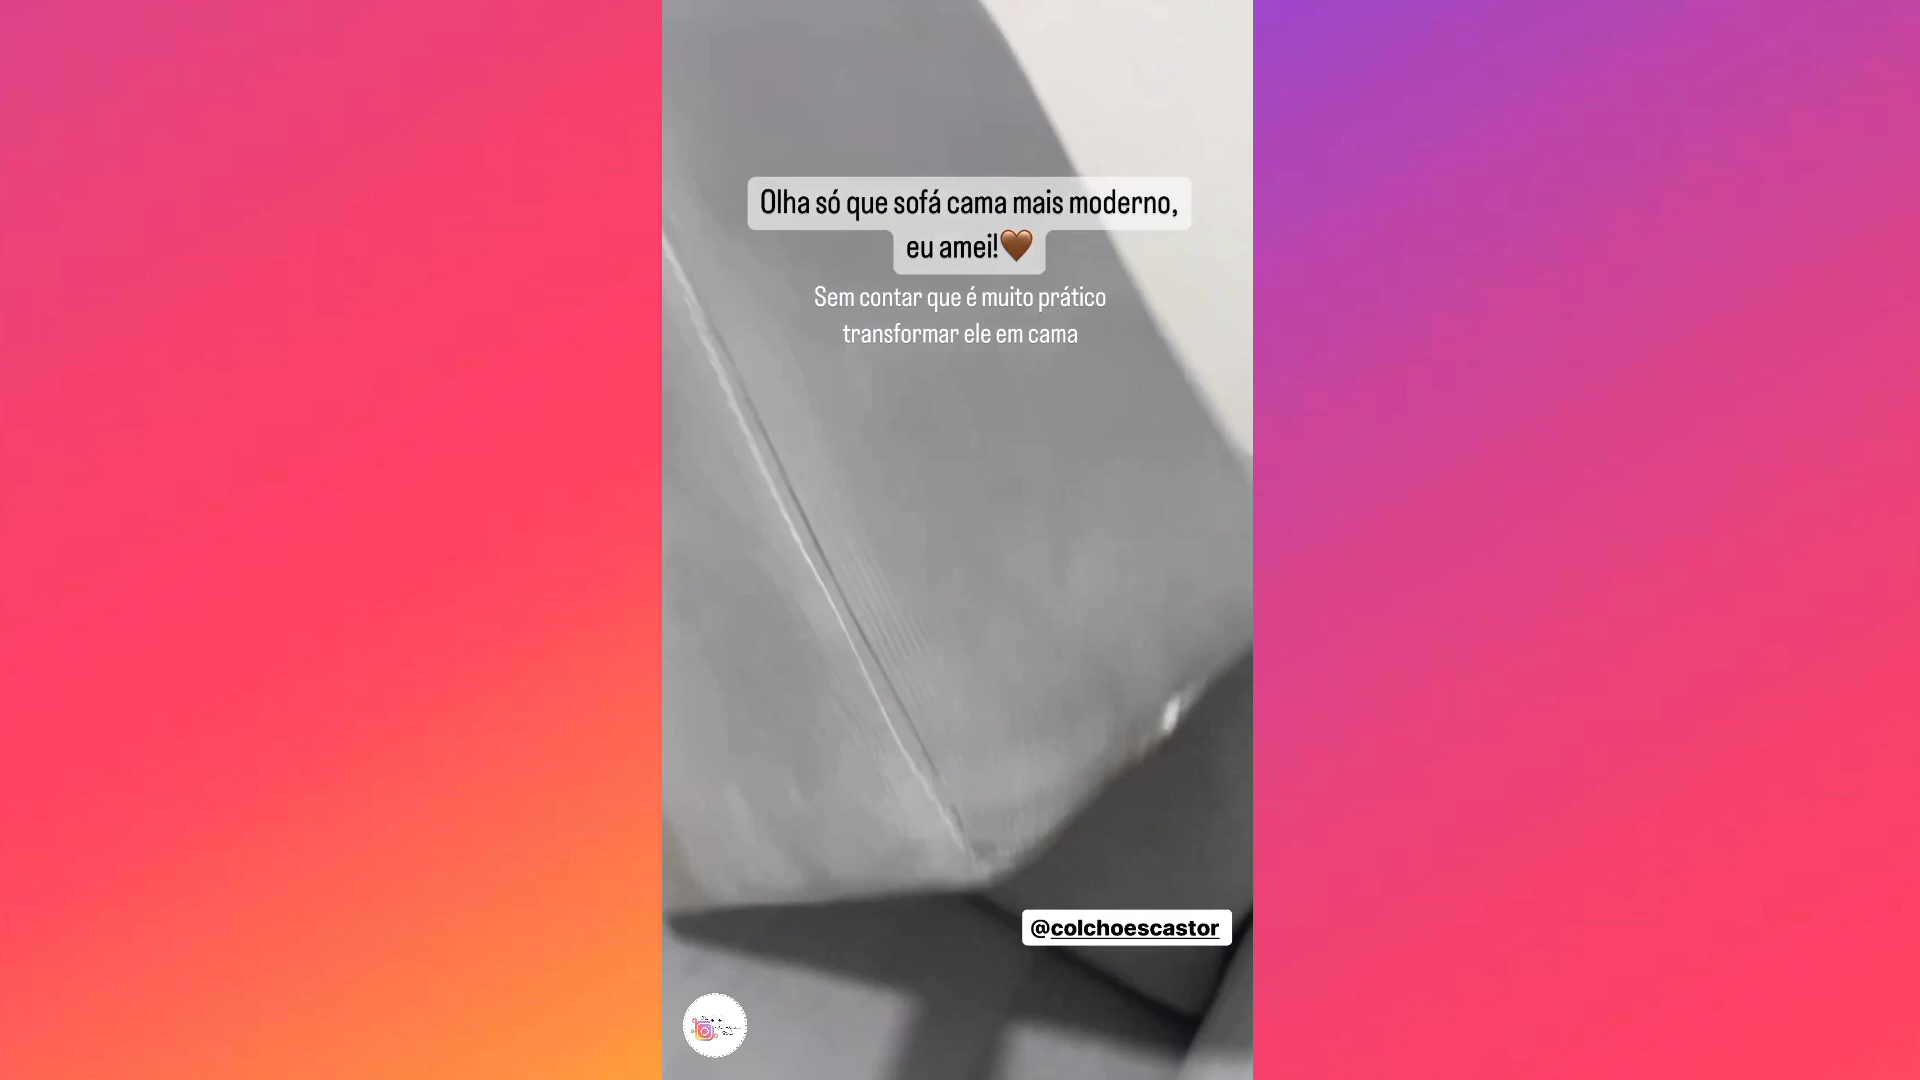 Olha só que sofá cama mais moderno,
eu amei!🤎
Sem contar que é muito prático
transformar ele em cama
@colchoescastor